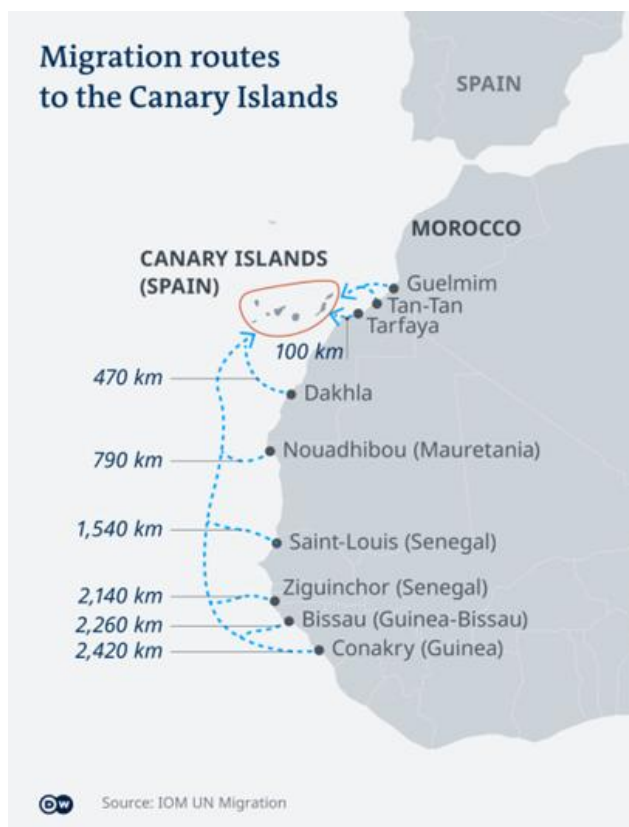 Migration routes
to the Canary Islands
SPAIN
MOROCCO
CANARY ISLANDS
(SPAIN)
Guelmim
Tan-Tan
Tarfaya
100 km
470 km
Dakhla
Nouadhibou (Mauretania)
790 km
1,540 km
Saint-Louis (Senegal)
Ziguinchor (Senegal)
2,140 km
Bissau (Guinea-Bissau)
2,260 km
Conakry (Guinea)
2,420 km
DW
Source: IOM UN Migration